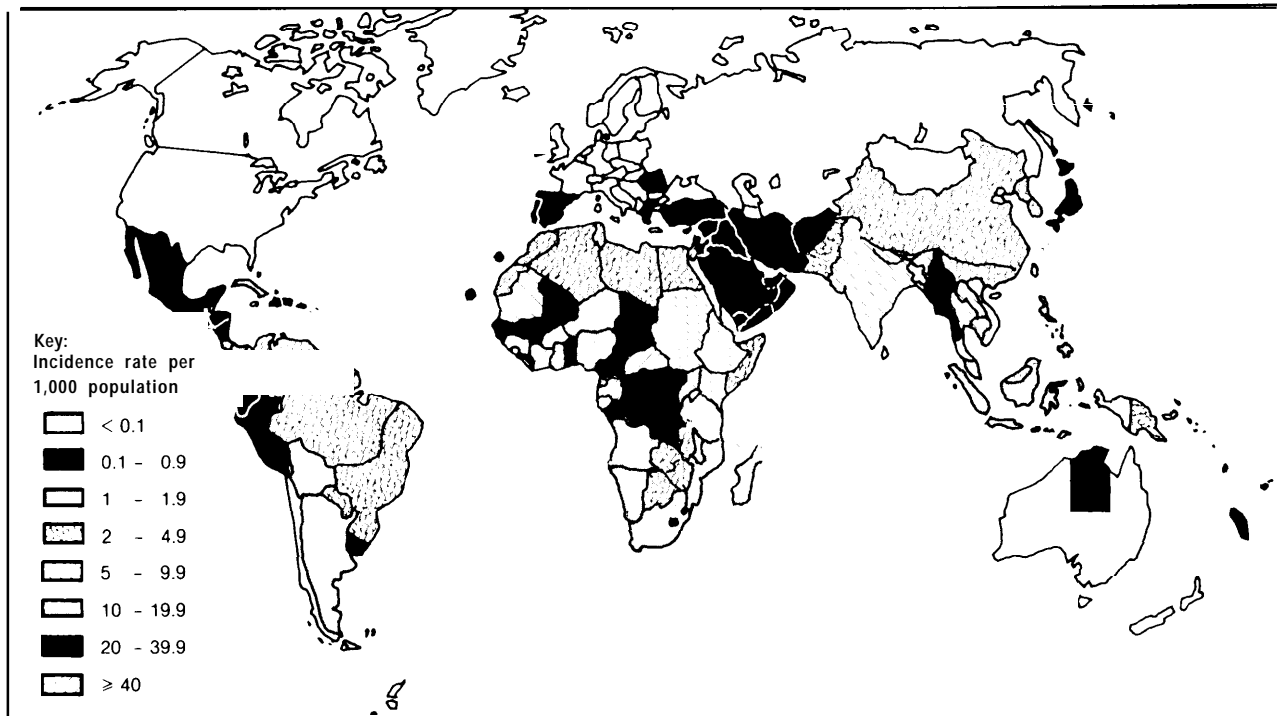 Key:
Incidence rate per
1,000 population
< 0.1
0.1 - 0.9
1 - 1.9
2 - 4.9
5 - 9.9
10 - 19.9
20 - 39.9
≥ 40